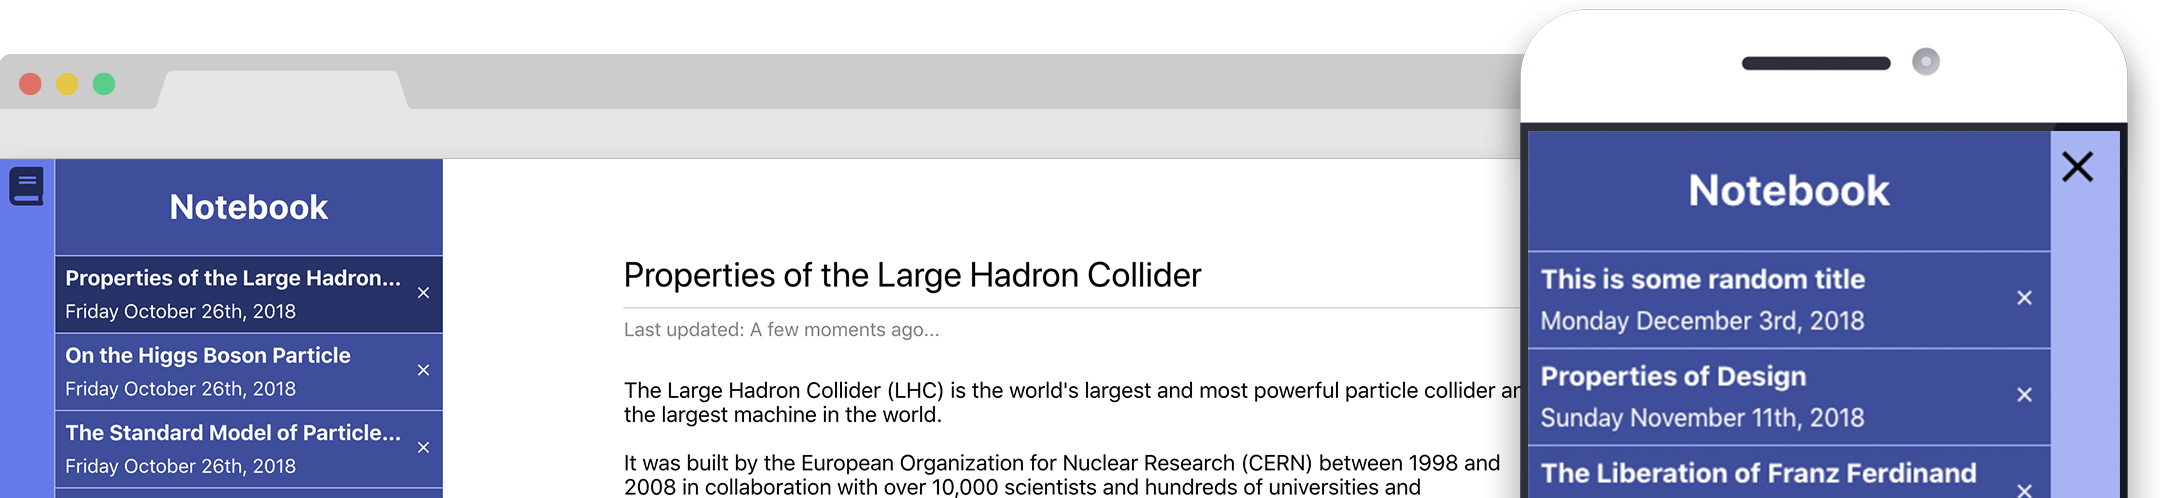 Notebook
Properties of the Large Hadron...
Friday October 26th, 2018
On the Higgs Boson Particle
Friday October 26th, 2018
The Standard Model of Particle...
Friday October 26th, 2018
Properties of the Large Hadron Collider
Last updated: A few moments ago...
The Large Hadron Collider (LHC) is the world's largest and most powerful particle collider
the largest machine in the world.
It was built by the European Organization for Nuclear Research (CERN) between 1998 and
2008 in collaboration with over 10,000 scientists and hundreds of universities and
Notebook
This is some random title
Monday December 3rd, 2018
Properties of Design
Sunday November 11th, 2018
The Liberation of Franz Ferdinand